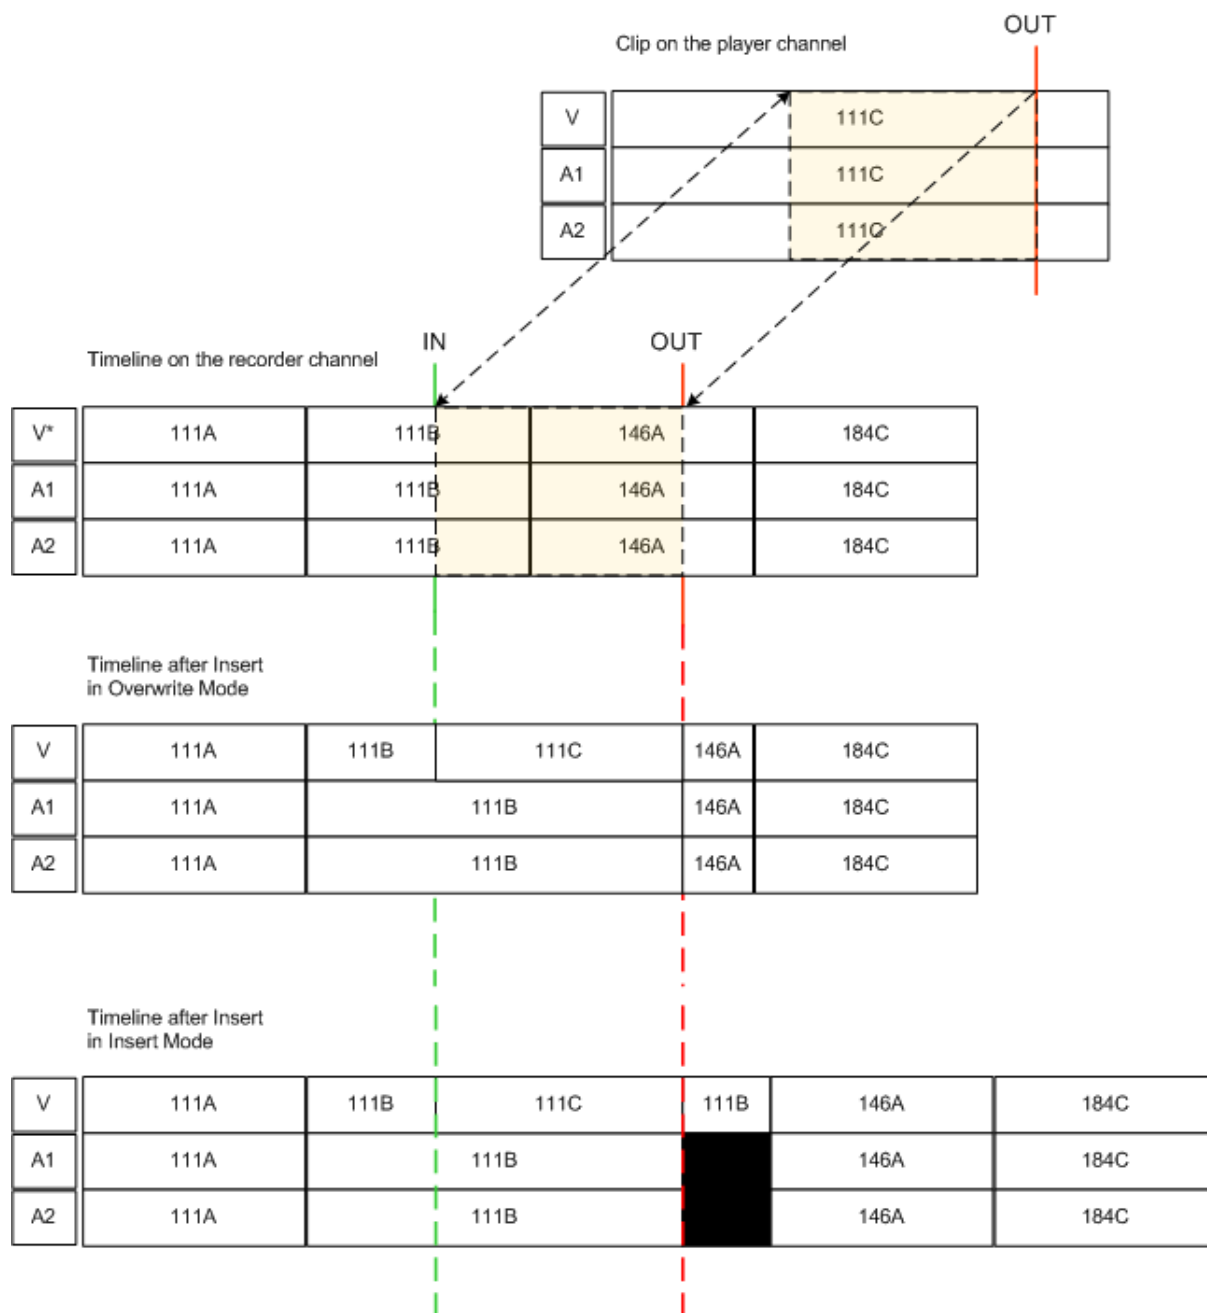 OUT
Clip on the player channel
V 111C
A1 111C
A2 111C
IN OUT
Timeline on the recorder channel
V* 111A 111B 146A 184C
A1 111A 111B 146A 184C
A2 111A 111B 146A 184C
Timeline after Insert
in Overwrite Mode
V 111A 111B 111C 146A 184C
A1 111A 111B 146A 184C
A2 111A 111B 146A 184C
Timeline after Insert
in Insert Mode
V 111A 111B 111C 111B 146A 184C
A1 111A 111B 146A 184C
A2 111A 111B 146A 184C